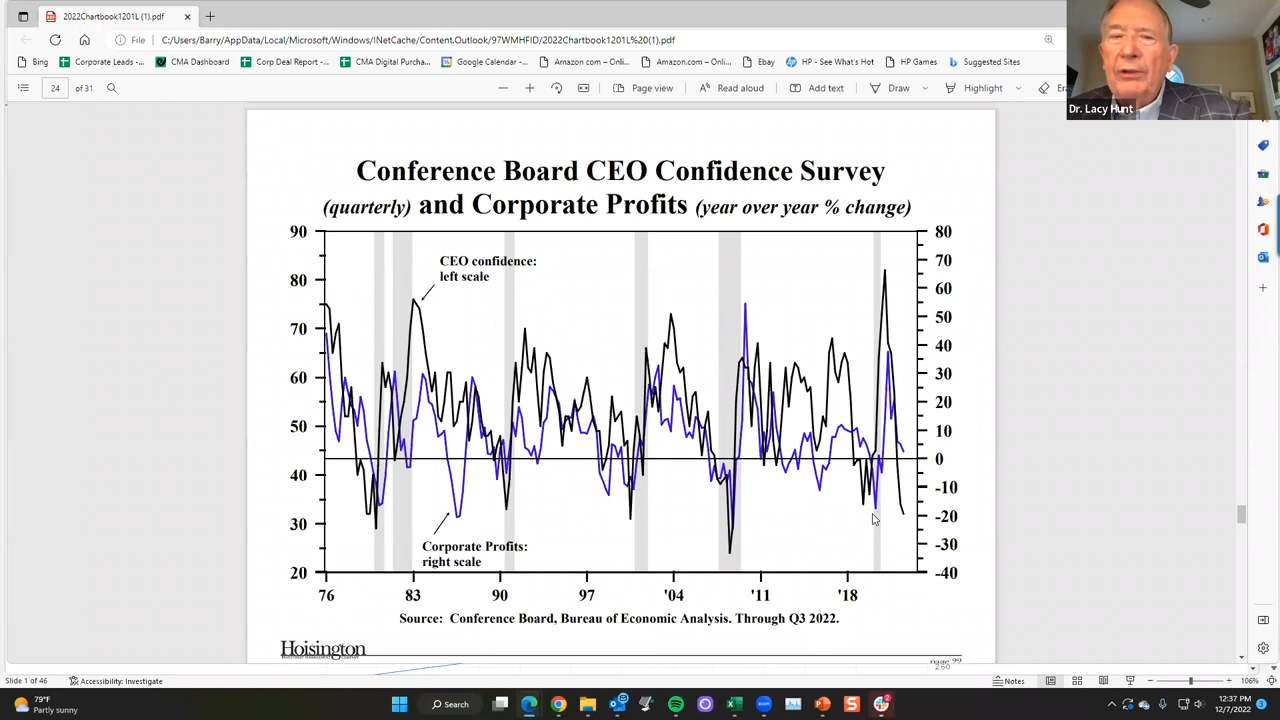 2022Chartbook1201L (1).pdf
File
C:/Users/Barry/AppData/Local/Microsoft/Windows/INetCache/Content.Outlook/97WMHFID/2022Chartbook1201L%20(1).pdf
Bing
Corporate Leads -...
CMA Dashboard
Corp Deal Report -...
CMA Digital Purcha...
Google Calendar -...
Amazon com – Onli...
Amazon.com – Onli...
Ebay
HP - See What's Hot
HP Games
Suggested Sites
24
of 31
Page view
Read aloud
Add text
Draw
Highlight
Dr. Lacy Hunt
Conference Board CEO Confidence Survey
(quarterly) and Corporate Profits (year over year % change)
90
80
70
60
50
40
30
20
80
70
60
50
40
30
20
10
0
-10
-20
-30
-40
CEO confidence:
left scale
Corporate Profits:
right scale
76
83
90
97
'04
'11
'18
Source: Conference Board, Bureau of Economic Analysis. Through Q3 2022.
Hoisington
Slide 1 of 46
Accessibility: Investigate
Notes
106%
79°F
Partly sunny
Search
12:37 PM
12/7/2022